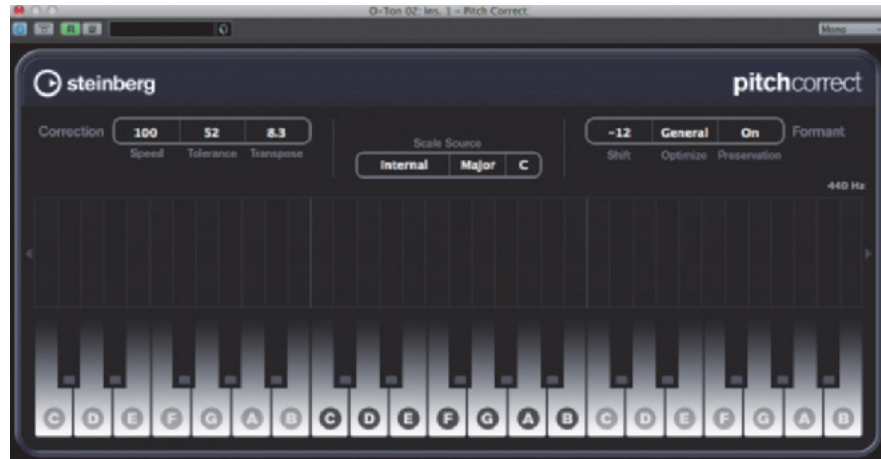 O-Ton 02: Ins. 1 – Pitch Correct
R W
Mono
steinberg
pitchcorrect
Correction 100 52 8.3
Speed Tolerance Transpose
Scale Source
Internal Major C
-12 General On Formant
Shift Optimize Preservation
440 Hz
C D E F G A B C D E F G A B C D E F G A B